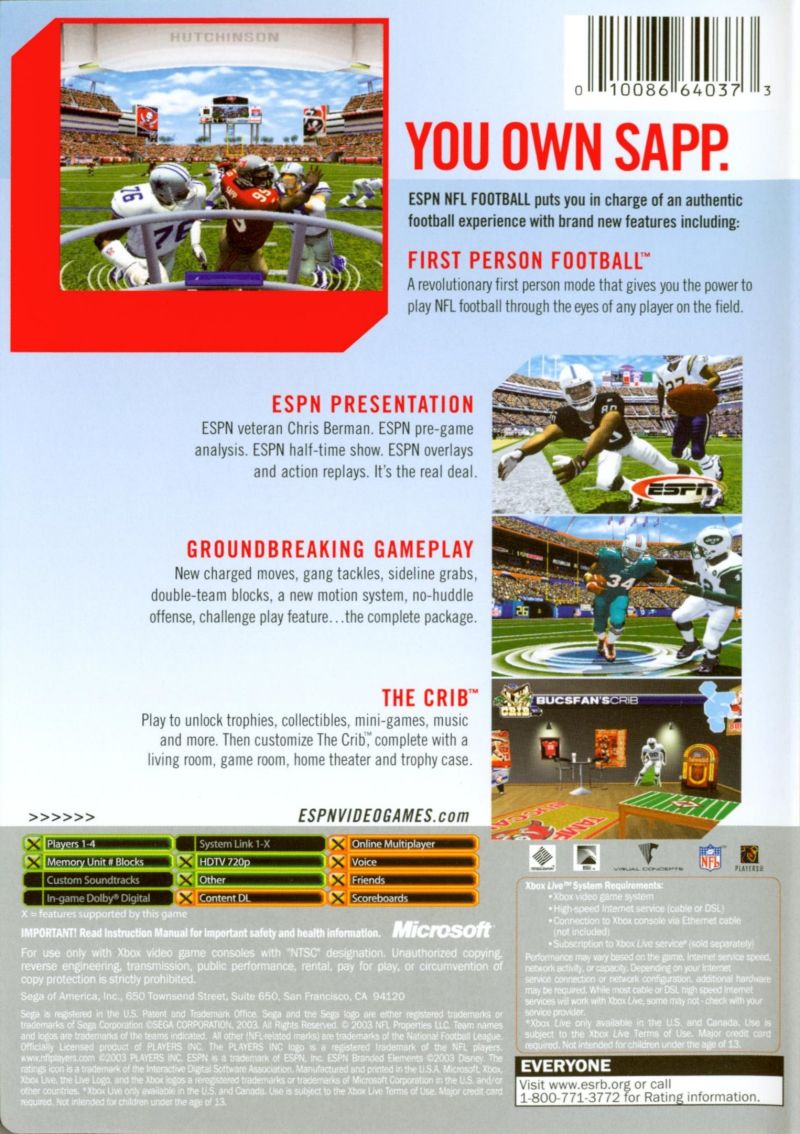 HUTCHINSON
0 10086 64037 3
YOU OWN SAPP.
ESPN NFL FOOTBALL puts you in charge of an authentic
football experience with brand new features including:
FIRST PERSON FOOTBALL™
A revolutionary first person mode that gives you the power to
play NFL football through the eyes of any player on the field.
76
SAPP
ESPN PRESENTATION
ESPN veteran Chris Berman. ESPN pre-game
analysis. ESPN half-time show. ESPN overlays
and action replays. It's the real deal.
80
27
ESPN
GROUNDBREAKING GAMEPLAY
New charged moves, gang tackles, sideline grabs,
double-team blocks, a new motion system, no-huddle
offense, challenge play feature...the complete package.
34
26
THE CRIB™
Play to unlock trophies, collectibles, mini-games, music
and more. Then customize The Crib,™ complete with a
living room, game room, home theater and trophy case.
CRIB
BUCSFAN'SCRIB
>>>>>>
ESPNVIDEOGAMES.com
X Players 1-4
System Link 1-X
X Online Multiplayer
X Memory Unit # Blocks
X HDTV 720p
X Voice
Custom Soundtracks
X Other
X Friends
In-game Dolby® Digital
X Content DL
X Scoreboards
X = features supported by this game
VISUAL CONCEPTS
NFL
PLAYERS INC
IMPORTANT! Read Instruction Manual for important safety and health information.
Microsoft®
For use only with Xbox video game consoles with "NTSC" designation. Unauthorized copying,
reverse engineering, transmission, public performance, rental, pay for play, or circumvention of
copy protection is strictly prohibited.
Sega of America, Inc., 650 Townsend Street, Suite 650, San Francisco, CA 94120
Sega is registered in the U.S. Patent and Trademark Office. Sega and the Sega logo are either registered trademarks or
trademarks of Sega Corporation ©SEGA CORPORATION, 2003. All Rights Reserved. © 2003 NFL Properties LLC. Team names
and logos are trademarks of the teams indicated. All other (NFL-related marks) are trademarks of the National Football League.
Officially Licensed product of PLAYERS INC. The PLAYERS INC logo is a registered trademark of the NFL players.
www.nflplayers.com ©2003 PLAYERS INC. ESPN is a trademark of ESPN, Inc. ESPN Branded Elements ©2003 Disney. The
ratings icon is a trademark of the Interactive Digital Software Association. Manufactured and printed in the U.S.A. Microsoft, Xbox,
Xbox Live, the Live Logo, and the Xbox logos a reregistered trademarks or trademarks of Microsoft Corporation in the U.S. and/or
other countries. *Xbox Live only available in the U.S. and Canada. Use is subject to the Xbox Live Terms of Use. Major credit card
required. Not intended for children under the age of 13.
Xbox Live™ System Requirements:
• Xbox video game system
• High-speed Internet service (cable or DSL)
• Connection to Xbox console via Ethernet cable
(not included)
• Subscription to Xbox Live service* (sold separately)
Performance may vary based on the game, Internet service speed,
network activity, or capacity. Depending on your Internet
service connection or network configuration, additional hardware
may be required. While most cable or DSL high speed Internet
services will work with Xbox Live, some may not - check with your
service provider.
*Xbox Live only available in the U.S. and Canada. Use is
subject to the Xbox Live Terms of Use. Major credit card
required. Not intended for children under the age of 13.
EVERYONE
Visit www.esrb.org or call
1-800-771-3772 for Rating information.